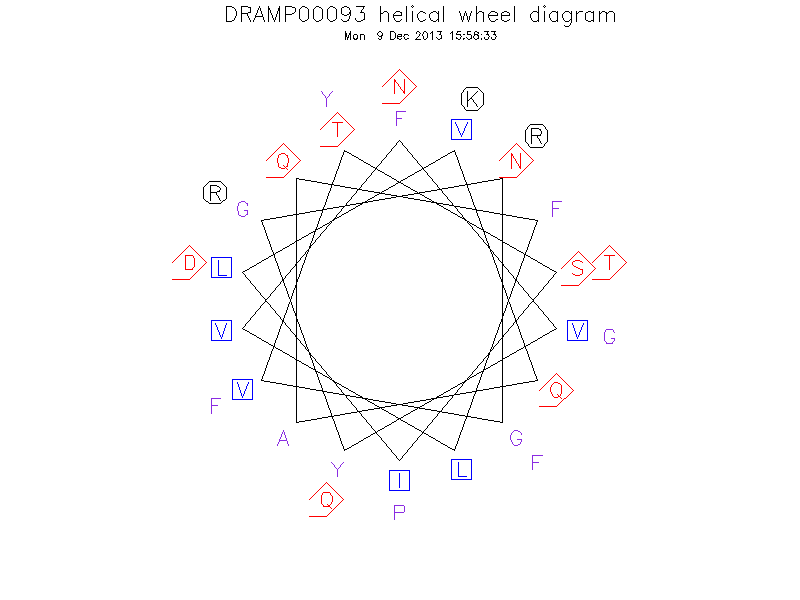 DRAMP00093 helical wheel diagram
Mon 9 Dec 2013 15:58:33
N
Y K
F
T V R
Q N
R
G F
D L S T
V V G
V Q
F
A G
Y L F
I
Q
P